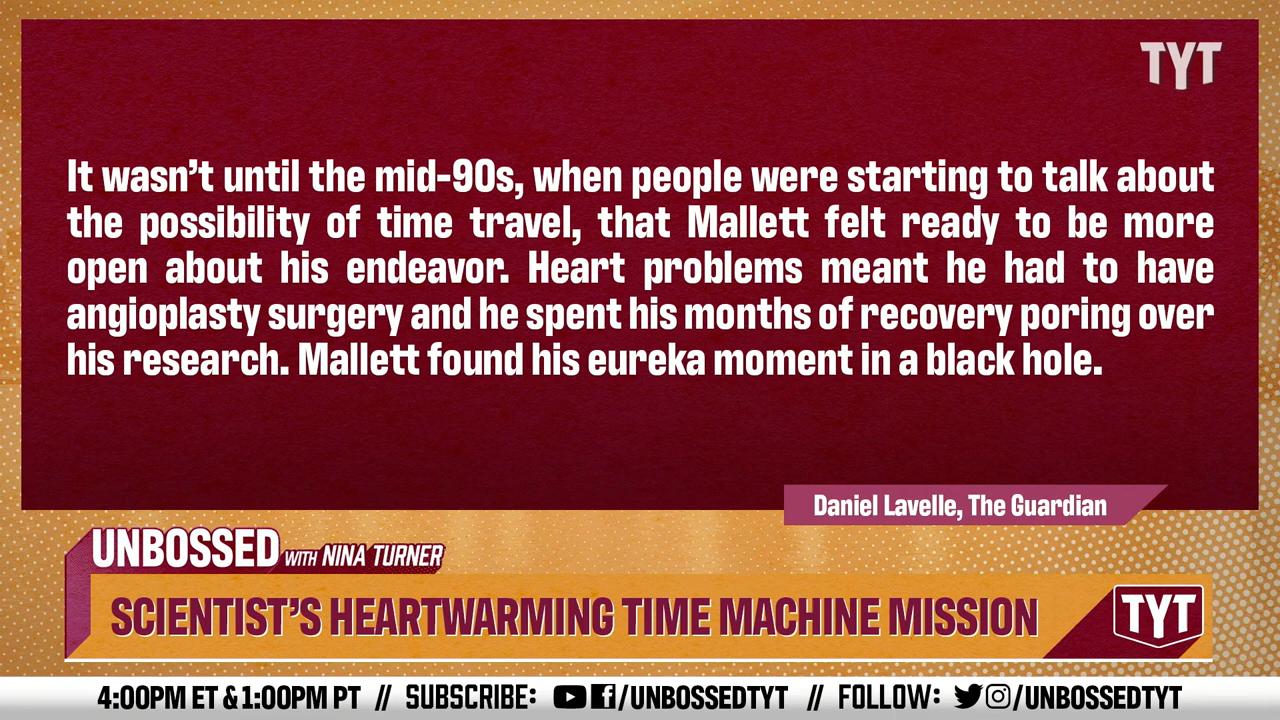 TYT
It wasn't until the mid-90s, when people were starting to talk about
the possibility of time travel, that Mallett felt ready to be more
open about his endeavor. Heart problems meant he had to have
angioplasty surgery and he spent his months of recovery poring over
his research. Mallett found his eureka moment in a black hole.
Daniel Lavelle, The Guardian
UNBOSSED WITH NINA TURNER
SCIENTIST'S HEARTWARMING TIME MACHINE MISSION
TYT
4:00PM ET & 1:00PM PT // SUBSCRIBE: /UNBOSSEDTYT // FOLLOW: /UNBOSSEDTYT